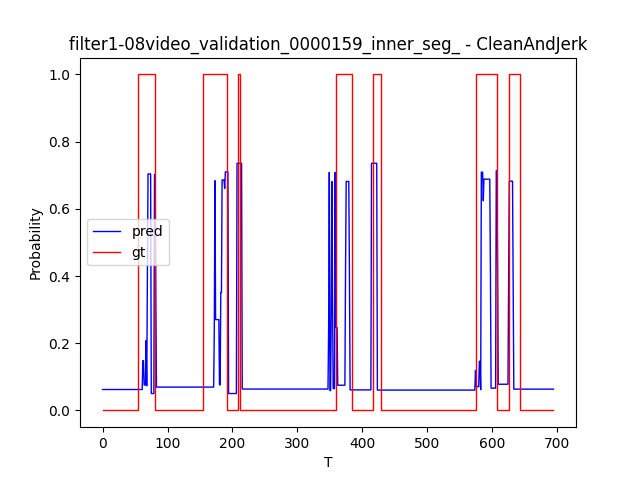 filter1-08video_validation_0000159_inner_seg_ - CleanAndJerk
1.0
0.8
0.6
0.4
0.2
0.0
Probability
pred
gt
0 100 200 300 400 500 600 700
T